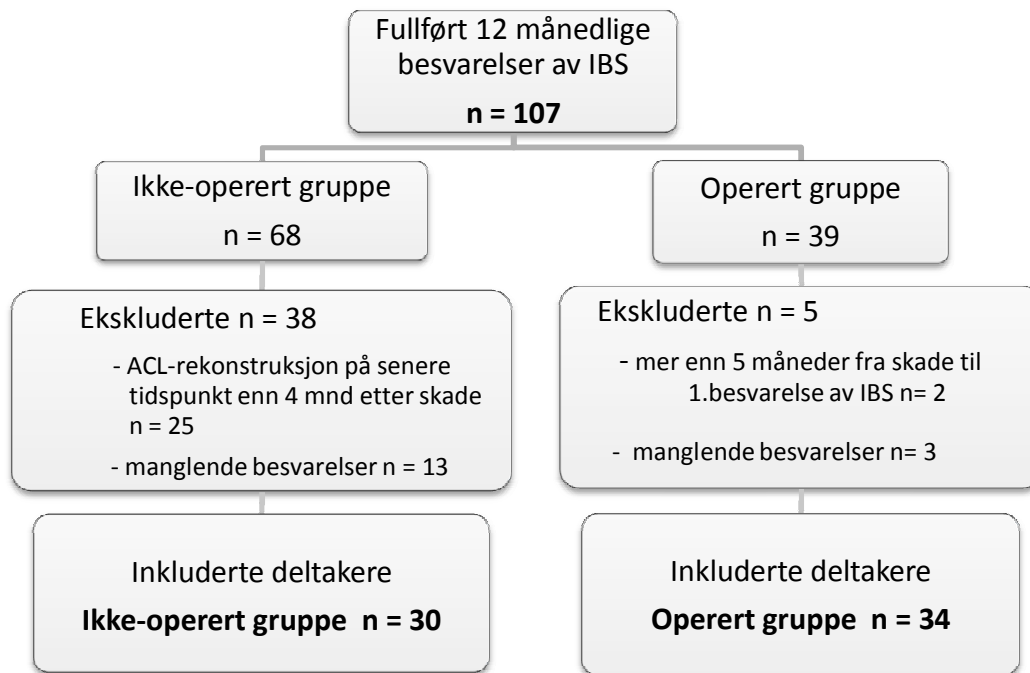 Fullført 12 månedlige
besvarelser av IBS
n = 107
Ikke-operert gruppe
n = 68
Operert gruppe
n = 39
Ekskluderte n = 38
- ACL-rekonstruksjon på senere
tidspunkt enn 4 mnd etter skade
n = 25
- manglende besvarelser n = 13
Ekskluderte n = 5
- mer enn 5 måneder fra skade til
1.besvarelse av IBS n= 2
- manglende besvarelser n= 3
Inkluderte deltakere
Ikke-operert gruppe n = 30
Inkluderte deltakere
Operert gruppe n = 34